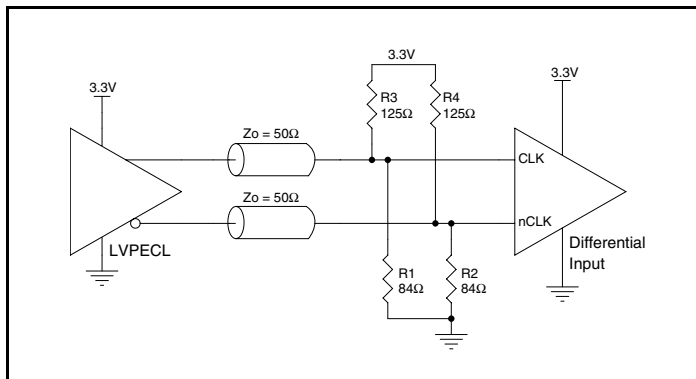 3.3V
3.3V
3.3V
R3
125Ω
R4
125Ω
Zo = 50Ω
CLK
Zo = 50Ω
nCLK
LVPECL
Differential
Input
R1
84Ω
R2
84Ω